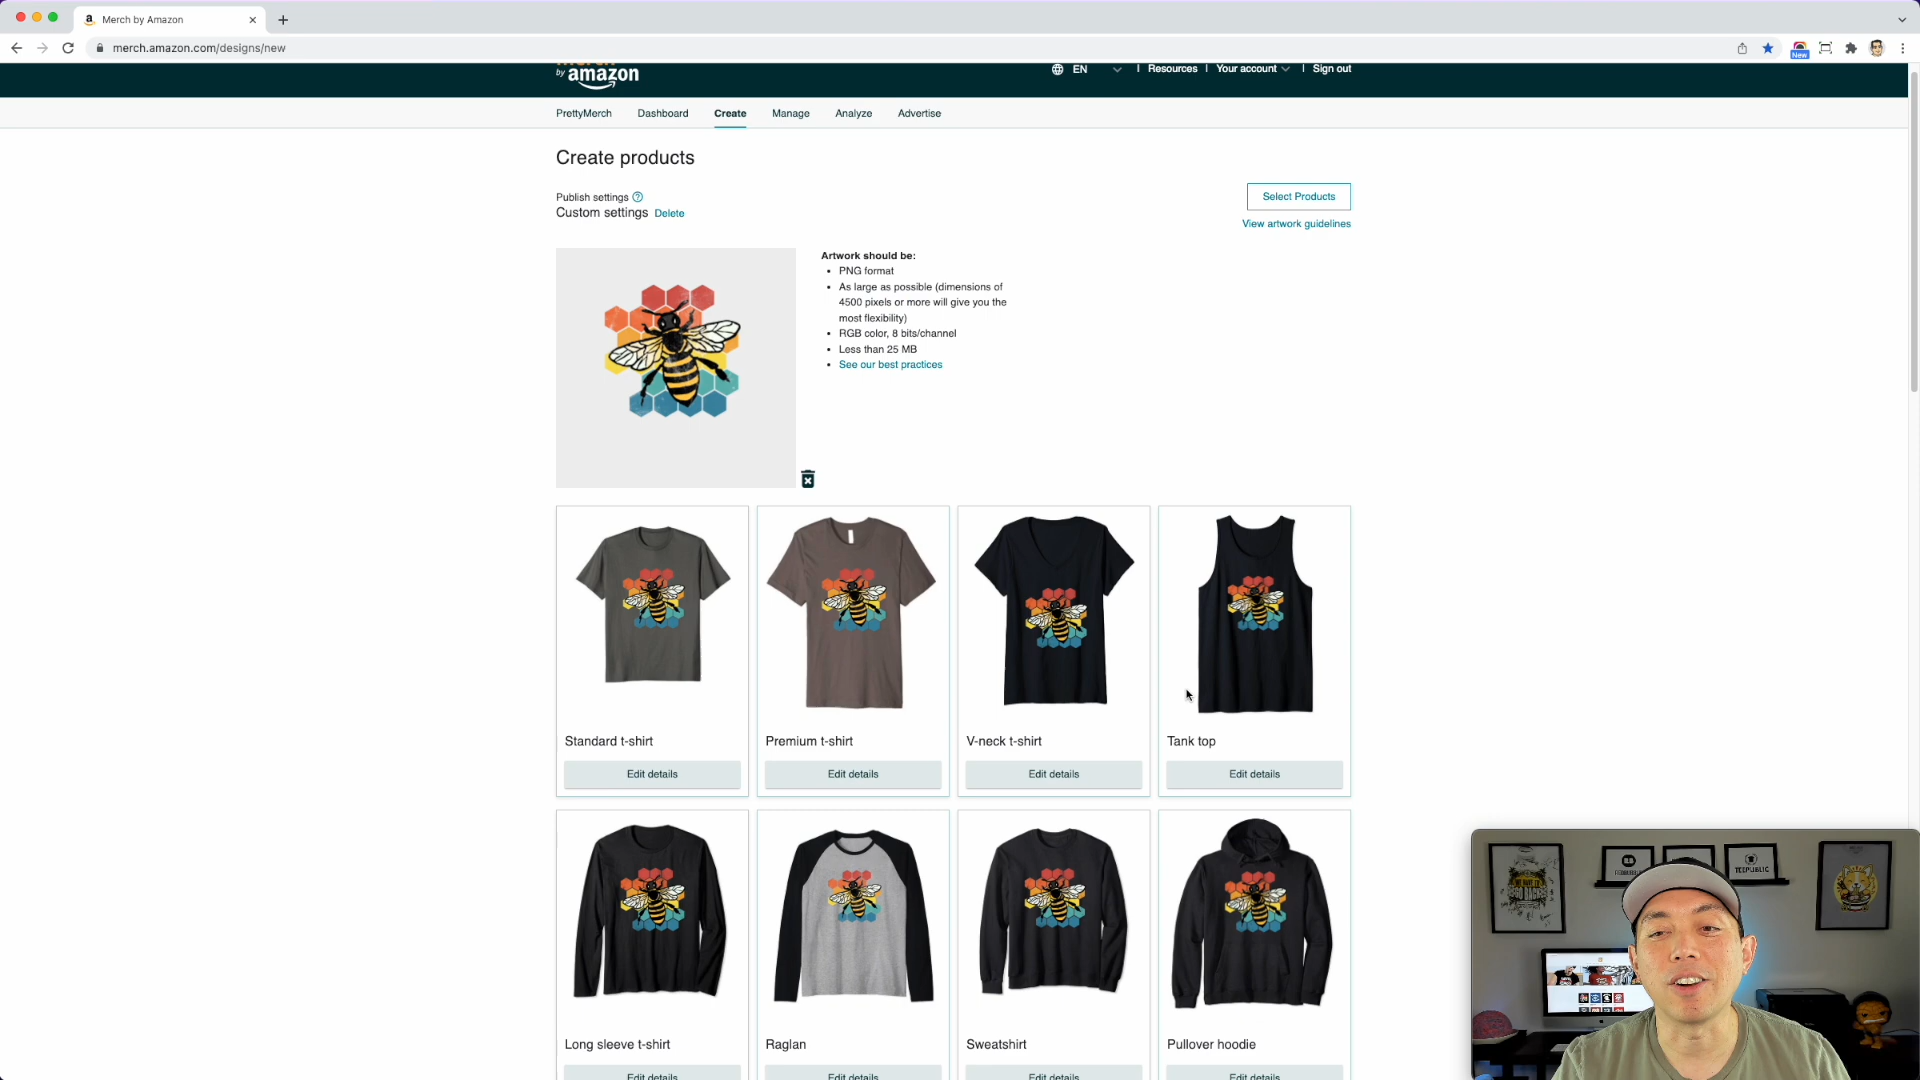 Merch by Amazon
merch.amazon.com/designs/new
New
by amazon
EN
Resources
Your account
Sign out
PrettyMerch
Dashboard
Create
Manage
Analyze
Advertise
Create products
Publish settings
Custom settings Delete
Select Products
View artwork guidelines
Artwork should be:
PNG format
As large as possible (dimensions of
4500 pixels or more will give you the
most flexibility)
RGB color, 8 bits/channel
Less than 25 MB
See our best practices
Standard t-shirt
Premium t-shirt
V-neck t-shirt
Tank top
Edit details
Edit details
Edit details
Edit details
Long sleeve t-shirt
Raglan
Sweatshirt
Pullover hoodie
Edit details
Edit details
Edit details
Edit details
TEEPUBLIC